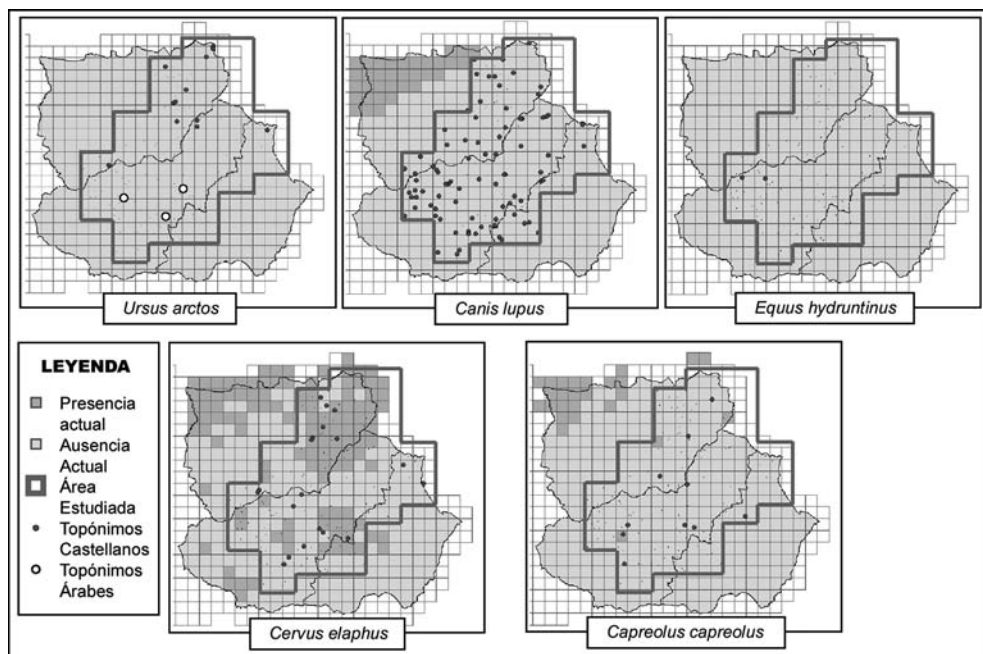 Ursus arctos
Canis lupus
Equus hydruntinus
LEYENDA
Presencia
actual
Ausencia
Actual
Área
Estudiada
Topónimos
Castellanos
Topónimos
Árabes
Cervus elaphus
Capreolus capreolus